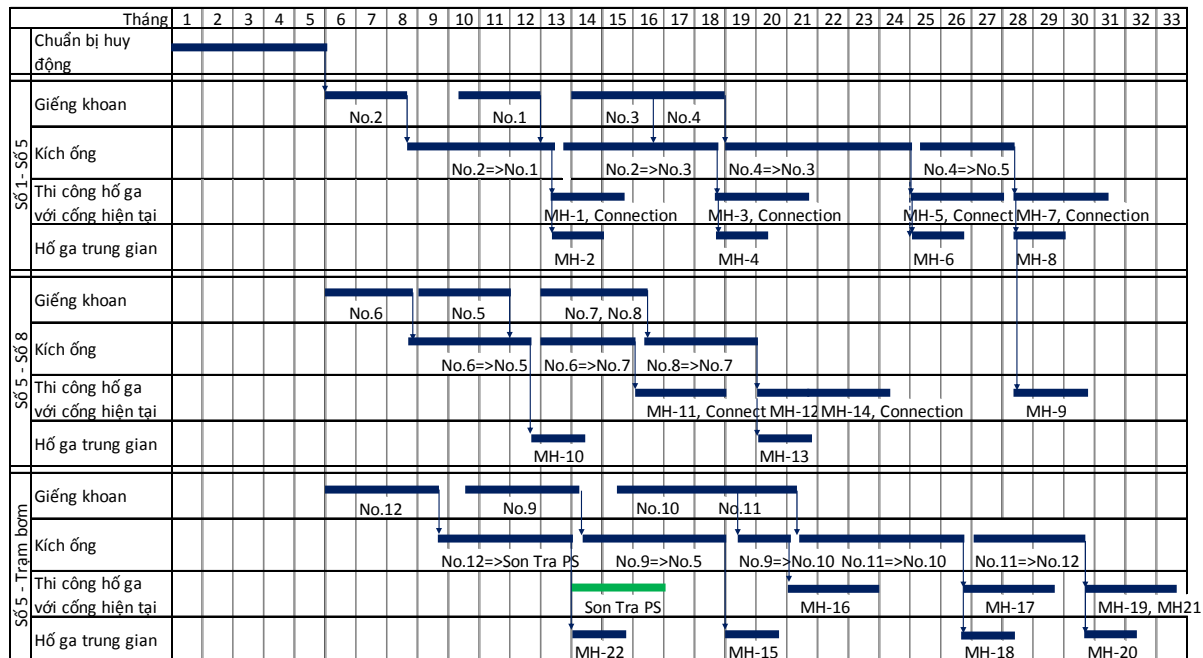 Tháng 1 2 3 4 5 6 7 8 9 10 11 12 13 14 15 16 17 18 19 20 21 22 23 24 25 26 27 28 29 30 31 32 33
Chuẩn bị huy
động
Số 1 - Số 5
Giếng khoan
No.2 No.1 No.3 No.4
Kích ống
No.2=>No.1 No.2=>No.3 No.4=>No.3 No.4=>No.5
Thi công hố ga
với cống hiện tại
MH-1, Connection MH-3, Connection MH-5, Connect MH-7, Connection
Hố ga trung gian
MH-2 MH-4 MH-6 MH-8
Số 5 - Số 8
Giếng khoan
No.6 No.5 No.7, No.8
Kích ống
No.6=>No.5 No.6=>No.7 No.8=>No.7
Thi công hố ga
với cống hiện tại
MH-11, Connect MH-12 MH-14, Connection MH-9
Hố ga trung gian
MH-10 MH-13
Số 5 - Trạm bơm
Giếng khoan
No.12 No.9 No.10 No.11
Kích ống
No.12=>Son Tra PS No.9=>No.5 No.9=>No.10 No.11=>No.10 No.11=>No.12
Thi công hố ga
với cống hiện tại
Son Tra PS MH-16 MH-17 MH-19, MH21
Hố ga trung gian
MH-22 MH-15 MH-18 MH-20